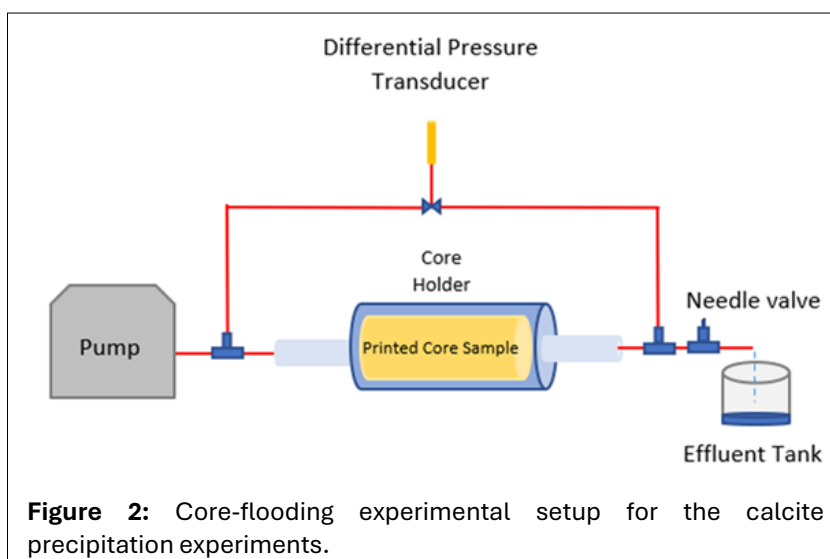 Differential Pressure
Transducer
Core
Holder
Needle valve
Pump
Printed Core Sample
Effluent Tank
Figure 2: Core-flooding experimental setup for the calcite
precipitation experiments.